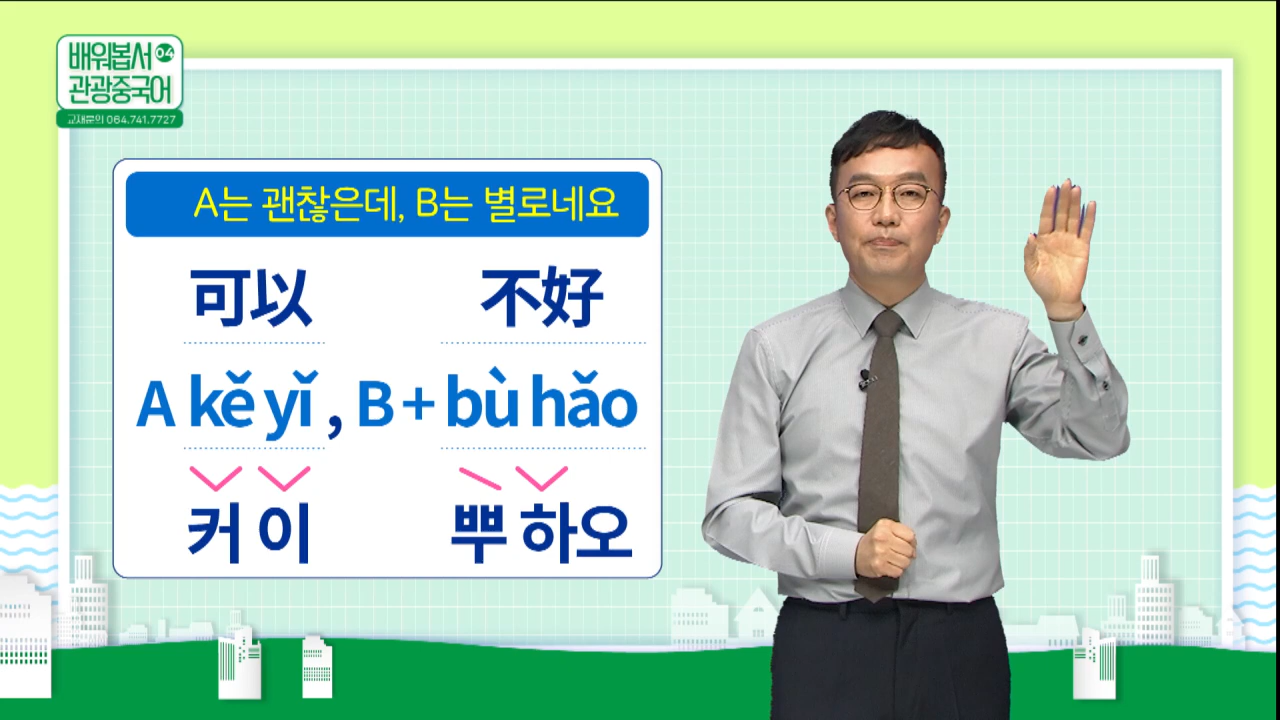 배워봅서 04
관광중국어
교재문의 064.741.7727
A는 괜찮은데, B는 별로네요
可以 不好
A kě yǐ , B + bù hǎo
커 이 뿌 하오